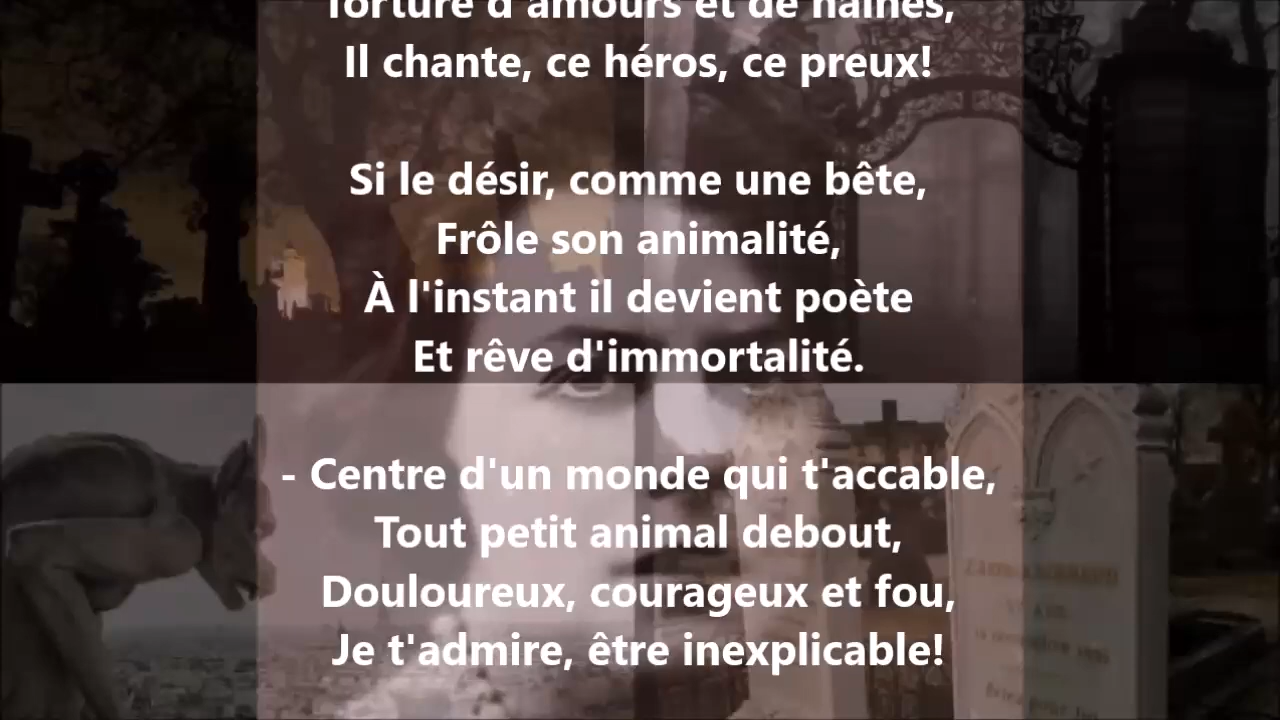 Torturé d'amours et de haines,
Il chante, ce héros, ce preux!
Si le désir, comme une bête,
Frôle son animalité,
À l'instant il devient poète
Et rêve d'immortalité.
- Centre d'un monde qui t'accable,
Tout petit animal debout,
Douloureux, courageux et fou,
Je t'admire, être inexplicable!